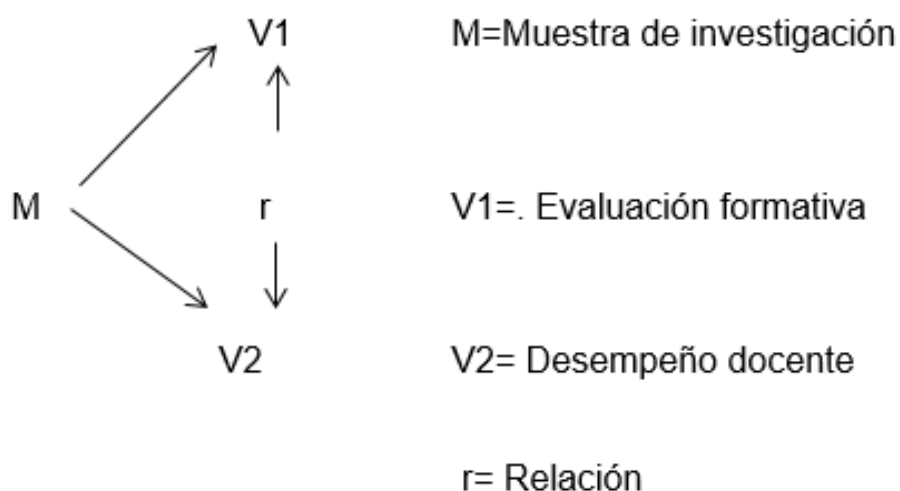 V1 M=Muestra de investigación
M r V1=. Evaluación formativa
V2 V2= Desempeño docente
r= Relación